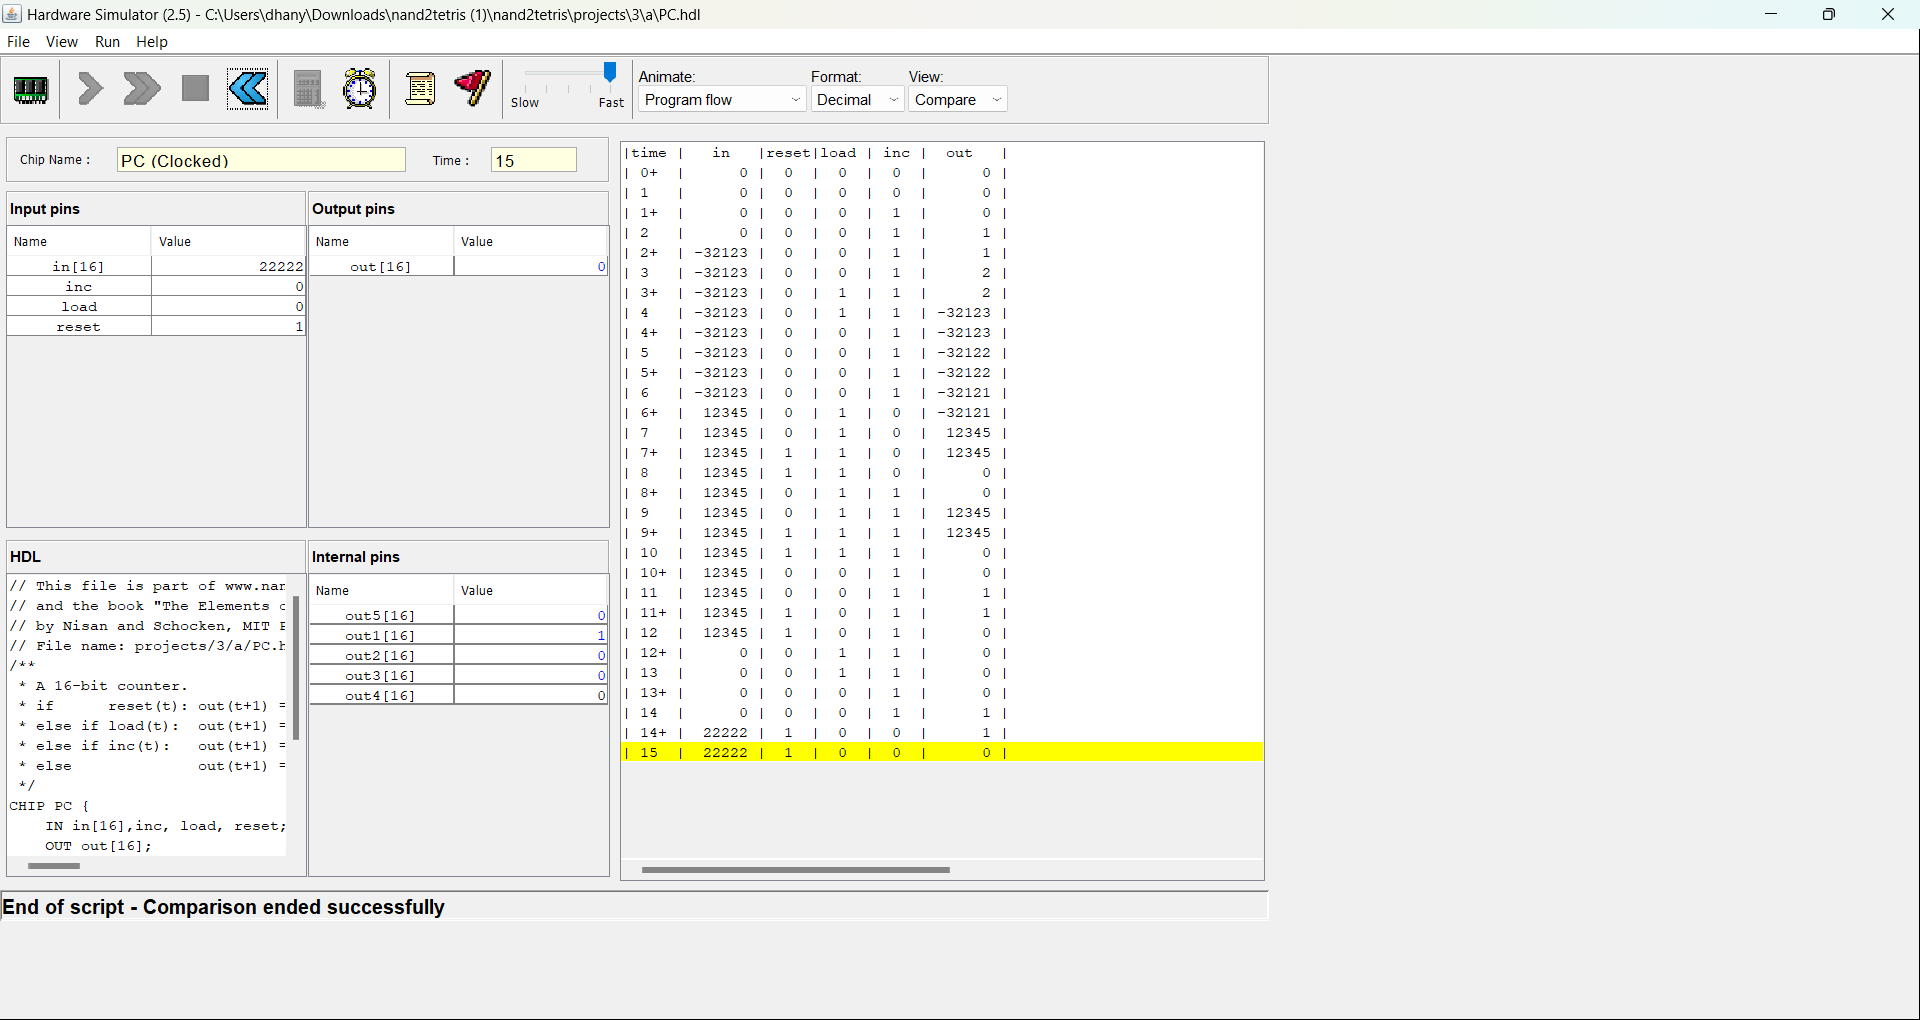 Hardware Simulator (2.5) - C:\Users\dhany\Downloads\nand2tetris (1)\nand2tetris\projects\3\a\PC.hdl
File View Run Help
Slow Fast
Animate: Format: View:
Program flow Decimal Compare
Chip Name : PC (Clocked) Time : 15
Input pins
Name Value
in[16] 22222
inc 0
load 0
reset 1
Output pins
Name Value
out[16] 0
HDL
// This file is part of www.nan
// and the book "The Elements o
// by Nisan and Schocken, MIT P
// File name: projects/3/a/PC.h
/**
* A 16-bit counter.
* if reset(t): out(t+1) =
* else if load(t): out(t+1) =
* else if inc(t): out(t+1) =
* else out(t+1) =
*/
CHIP PC {
IN in[16],inc, load, reset;
OUT out[16];
Internal pins
Name Value
out5[16] 0
out1[16] 1
out2[16] 0
out3[16] 0
out4[16] 0
|time | in |reset|load | inc | out |
| 0+ | 0 | 0 | 0 | 0 | 0 |
| 1 | 0 | 0 | 0 | 0 | 0 |
| 1+ | 0 | 0 | 0 | 1 | 0 |
| 2 | 0 | 0 | 0 | 1 | 1 |
| 2+ | -32123 | 0 | 0 | 1 | 1 |
| 3 | -32123 | 0 | 0 | 1 | 2 |
| 3+ | -32123 | 0 | 1 | 1 | 2 |
| 4 | -32123 | 0 | 1 | 1 | -32123 |
| 4+ | -32123 | 0 | 0 | 1 | -32123 |
| 5 | -32123 | 0 | 0 | 1 | -32122 |
| 5+ | -32123 | 0 | 0 | 1 | -32122 |
| 6 | -32123 | 0 | 0 | 1 | -32121 |
| 6+ | 12345 | 0 | 1 | 0 | -32121 |
| 7 | 12345 | 0 | 1 | 0 | 12345 |
| 7+ | 12345 | 1 | 1 | 0 | 12345 |
| 8 | 12345 | 1 | 1 | 0 | 0 |
| 8+ | 12345 | 0 | 1 | 1 | 0 |
| 9 | 12345 | 0 | 1 | 1 | 12345 |
| 9+ | 12345 | 1 | 1 | 1 | 12345 |
| 10 | 12345 | 1 | 1 | 1 | 0 |
| 10+ | 12345 | 0 | 0 | 1 | 0 |
| 11 | 12345 | 0 | 0 | 1 | 1 |
| 11+ | 12345 | 1 | 0 | 1 | 1 |
| 12 | 12345 | 1 | 0 | 1 | 0 |
| 12+ | 0 | 0 | 1 | 1 | 0 |
| 13 | 0 | 0 | 1 | 1 | 0 |
| 13+ | 0 | 0 | 0 | 1 | 0 |
| 14 | 0 | 0 | 0 | 1 | 1 |
| 14+ | 22222 | 1 | 0 | 0 | 1 |
| 15 | 22222 | 1 | 0 | 0 | 0 |
End of script - Comparison ended successfully